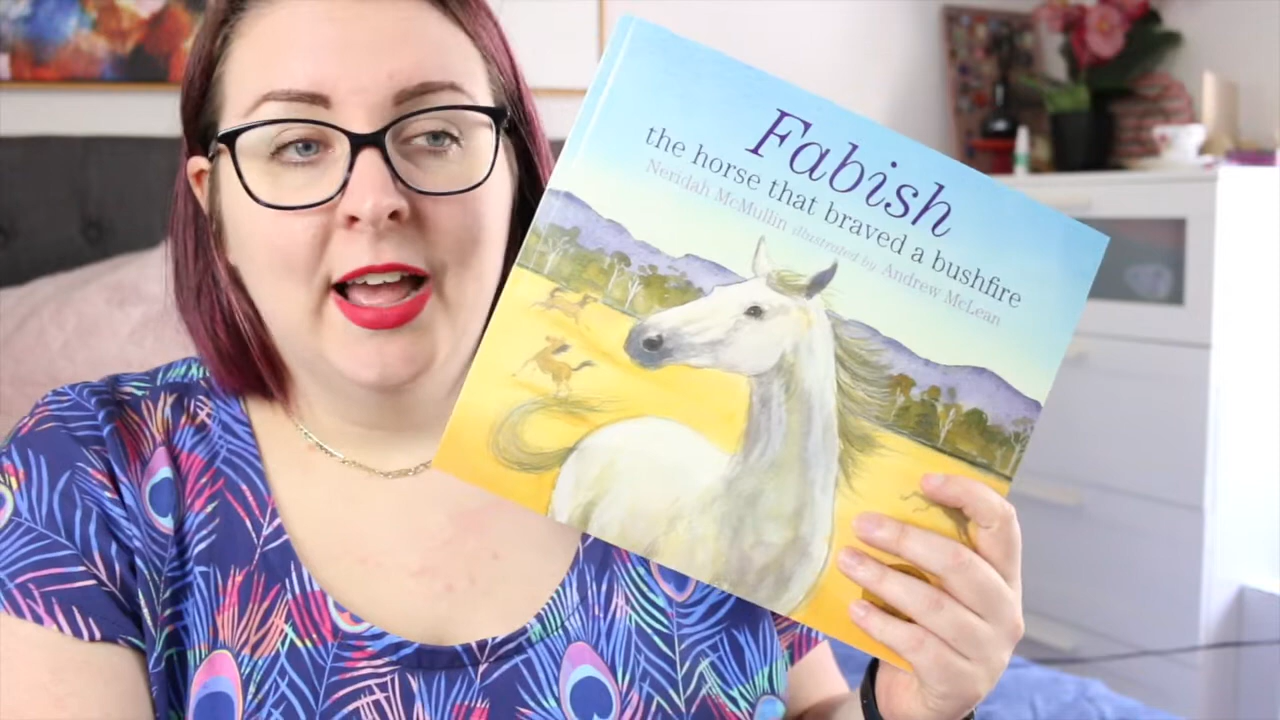 Fabish
the horse that braved a bushfire
Neridah McMullin illustrated by Andrew McLean